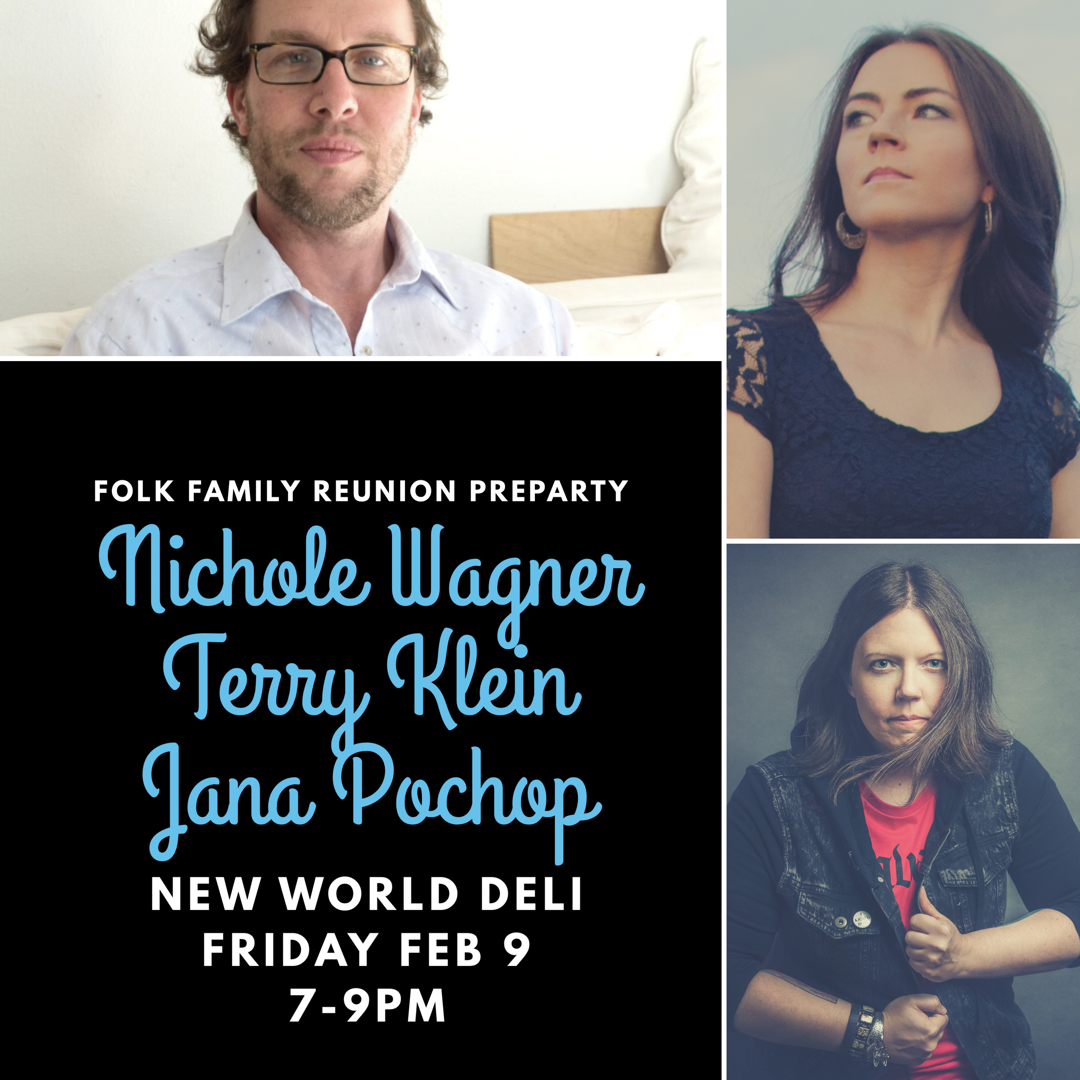 FOLK FAMILY REUNION PREPARTY
Nichole Wagner
Terry Klein
Jana Pochop
NEW WORLD DELI
FRIDAY FEB 9
7-9PM